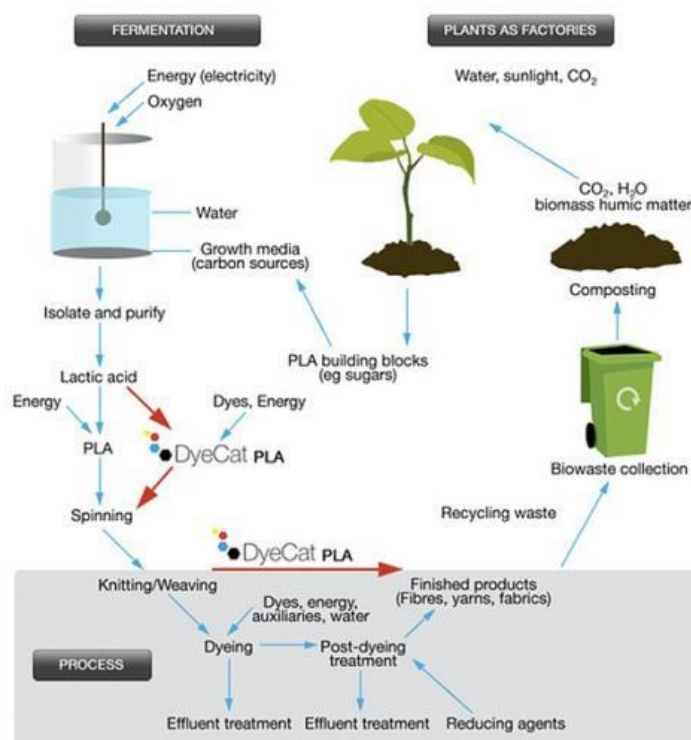 FERMENTATION
PLANTS AS FACTORIES
Energy (electricity)
Oxygen
Water, sunlight, CO₂
Water
Growth media
(carbon sources)
CO₂, H₂O
biomass humic matter
Composting
Isolate and purify
PLA building blocks
(eg sugars)
Lactic acid
Energy
Dyes, Energy
PLA
DyeCat PLA
Biowaste collection
Spinning
Recycling waste
DyeCat PLA
Knitting/Weaving
Finished products
(Fibres, yarns, fabrics)
Dyes, energy,
auxiliaries, water
Dyeing
Post-dyeing
treatment
PROCESS
Effluent treatment
Effluent treatment
Reducing agents